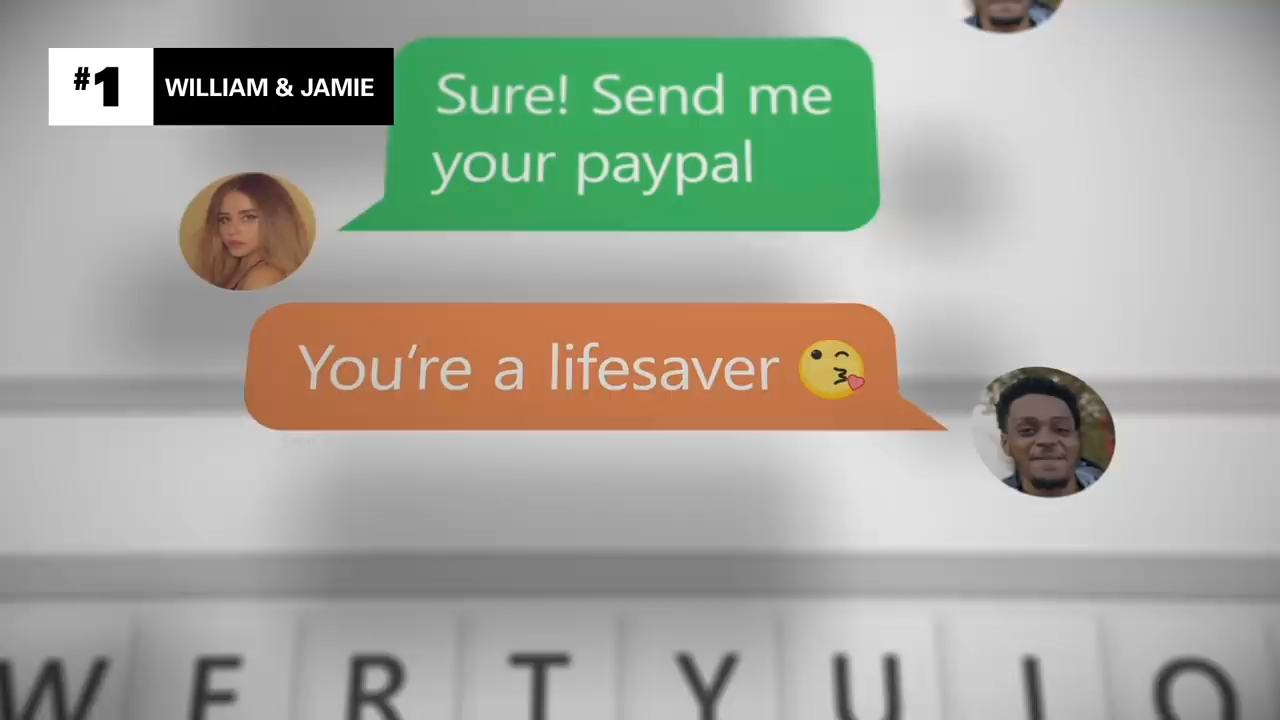 #1 WILLIAM & JAMIE
Sure! Send me
your paypal
You're a lifesaver 😘
W E R T Y U I O